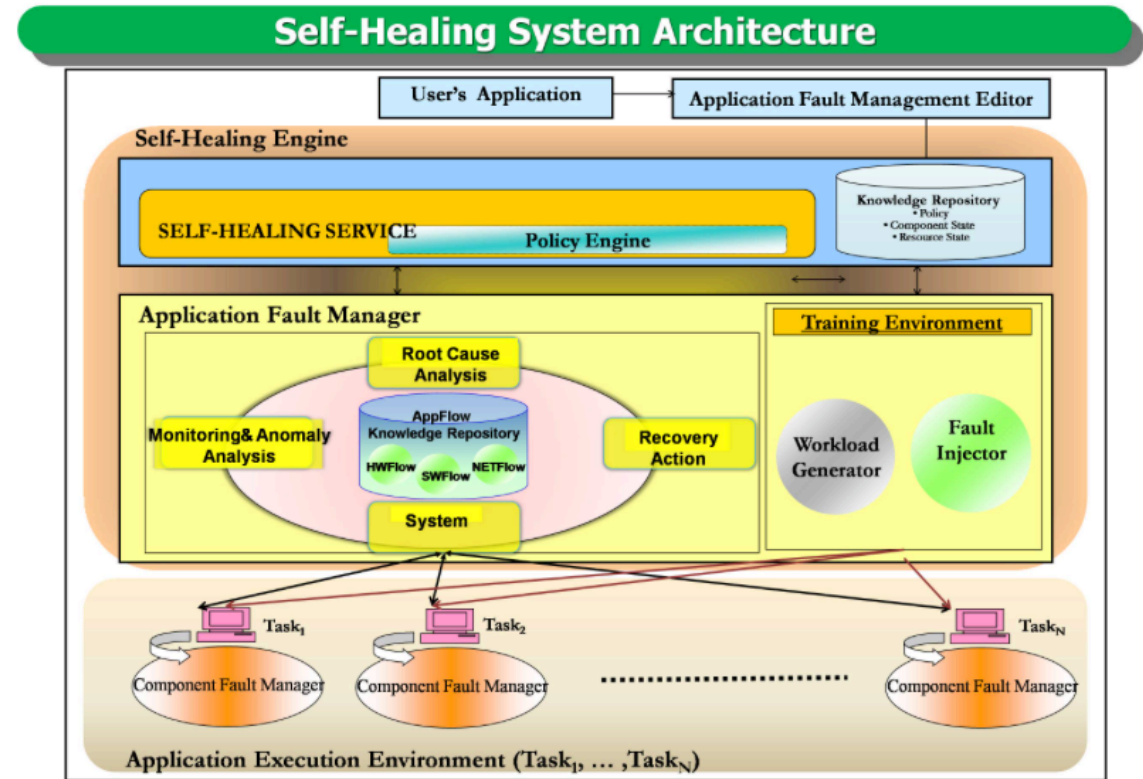 Self-Healing System Architecture
User's Application
Application Fault Management Editor
Self-Healing Engine
SELF-HEALING SERVICE
Policy Engine
Knowledge Repository
• Policy
• Component State
• Resource State
Application Fault Manager
Root Cause
Analysis
Monitoring& Anomaly
Analysis
AppFlow
Knowledge Repository
HWFlow
SWFlow
NETFlow
Recovery
Action
System
Training Environment
Workload
Generator
Fault
Injector
Task1
Task2
TaskN
Component Fault Manager
Component Fault Manager
Component Fault Manager
Application Execution Environment (Task1, ... ,TaskN)